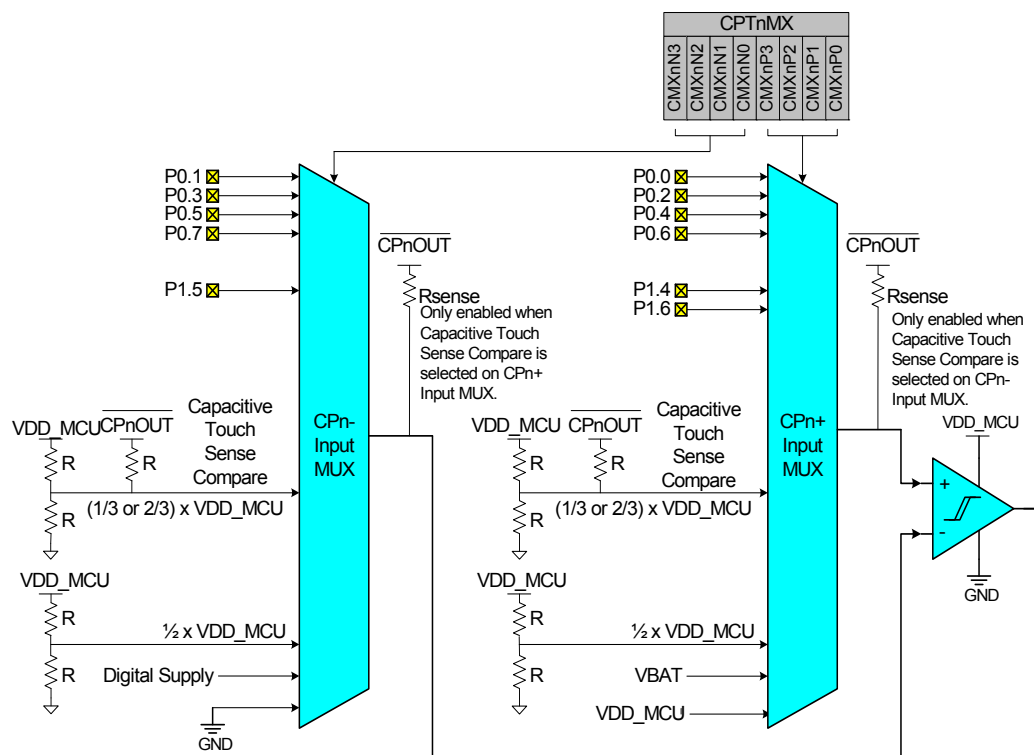 CPTnMX
CMXnN3
CMXnN2
CMXnN1
CMXnN0
CMXnP3
CMXnP2
CMXnP1
CMXnP0
P0.1
P0.3
P0.5
P0.7
P1.5
CPnOUT
Rsense
Only enabled when
Capacitive Touch
Sense Compare is
selected on CPn+
Input MUX.
VDD_MCU
R
R
CPnOUT
R
Capacitive
Touch
Sense
Compare
(1/3 or 2/3) x VDD_MCU
CPn-
Input
MUX
VDD_MCU
R
R
½ x VDD_MCU
Digital Supply
GND
P0.0
P0.2
P0.4
P0.6
P1.4
P1.6
CPnOUT
Rsense
Only enabled when
Capacitive Touch
Sense Compare is
selected on CPn-
Input MUX.
VDD_MCU
R
R
CPnOUT
R
Capacitive
Touch
Sense
Compare
(1/3 or 2/3) x VDD_MCU
CPn+
Input
MUX
VDD_MCU
R
R
½ x VDD_MCU
VBAT
VDD_MCU
VDD_MCU
+
-
GND